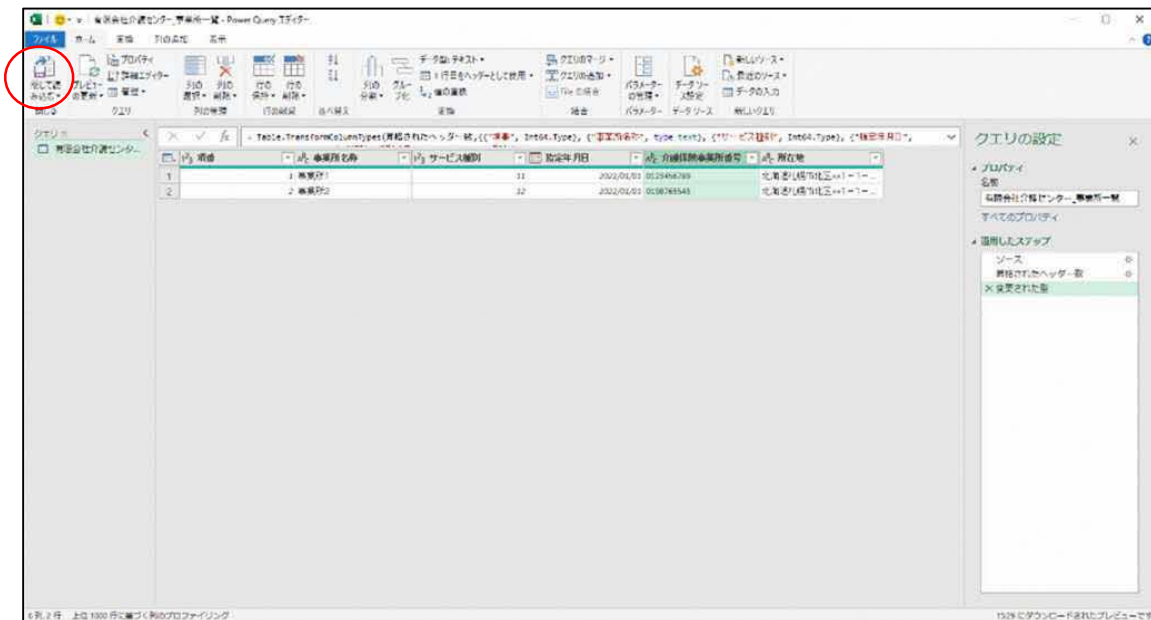 有限会社介護センター_事業所一覧 - Power Query エディター
ファイル ホーム 変換 列の追加 表示
閉じて読み込む プレビューの更新 プロパティ 詳細エディター 管理
列の選択 列の削除 行の保持 行の削除 列の分割 グループ化
データ型: テキスト 1 行目をヘッダーとして使用 値の置換
クエリのマージ クエリの追加 File の結合
パラメーターの管理 データ ソース設定
新しいソース 最近のソース データの入力
閉じる クエリ 列の管理 行の削減 並べ替え 変換 結合 パラメーター データ ソース 新しいクエリ
クエリ
有限会社介護センター...
= Table.TransformColumnTypes(昇格されたヘッダー数,{{"項番", Int64.Type}, {"事業所名称", type text}, {"サービス種別", Int64.Type}, {"指定年月日",
項番 事業所名称 サービス種別 指定年月日 介護保険事業所番号 所在地
1 1 事業所1 11 2022/01/01 0123456789
2 2 事業所2 12 2022/01/01 0198765543
クエリの設定
プロパティ
名前
有限会社介護センター_事業所一覧
すべてのプロパティ
適用したステップ
ソース
昇格されたヘッダー数
変更された型
6 列、2 行 上位 1000 行に基づく列のプロファイリング
15:26 にダウンロードされたプレビューです